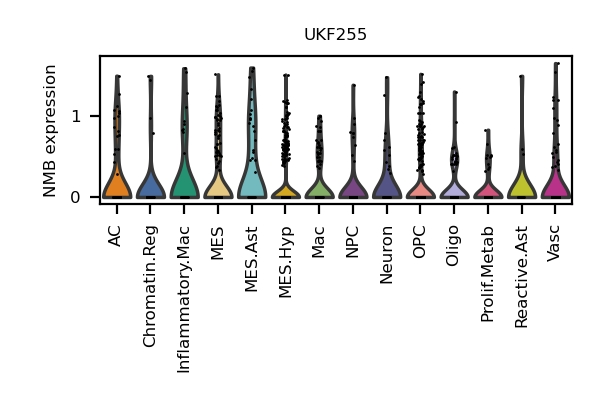 UKF255
NMB expression
1
0
AC
Chromatin.Reg
Inflammatory.Mac
MES
MES.Ast
MES.Hyp
Mac
NPC
Neuron
OPC
Oligo
Prolif.Metab
Reactive.Ast
Vasc